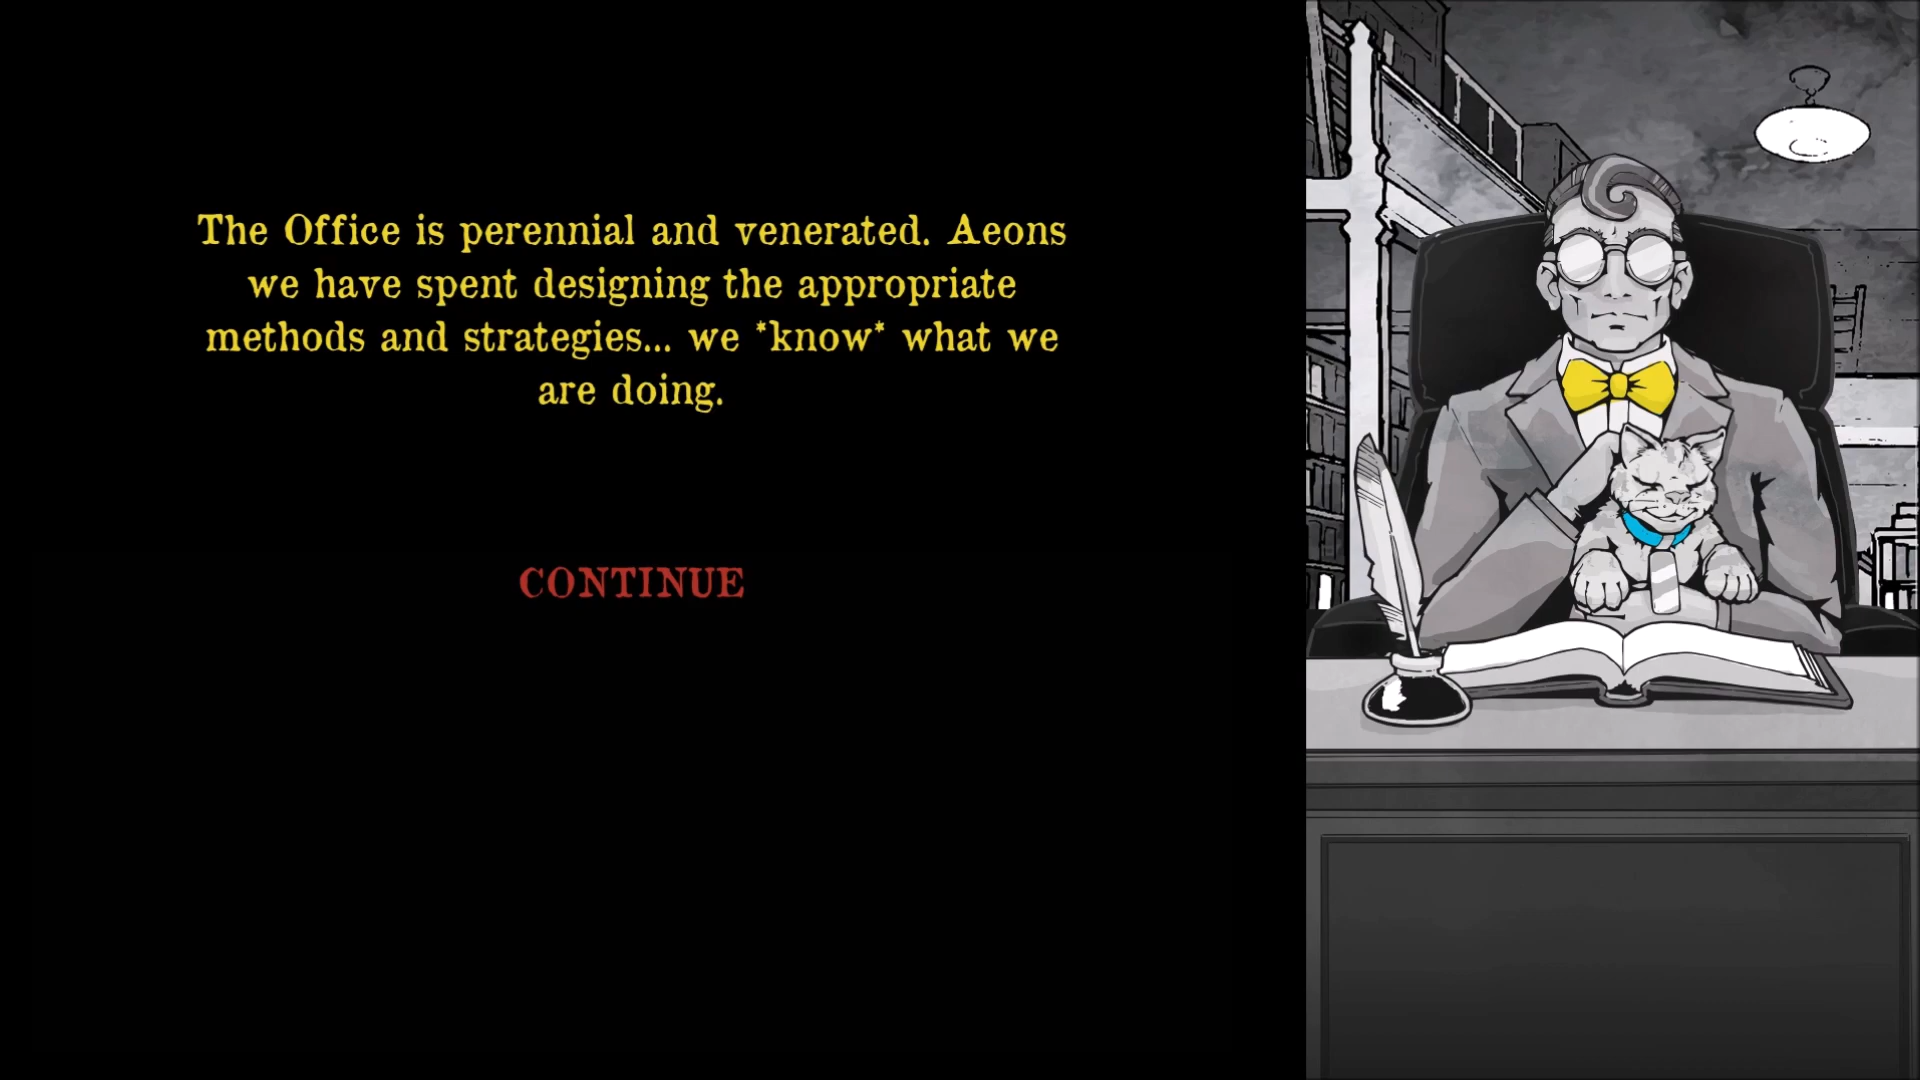 The Office is perennial and venerated. Aeons
we have spent designing the appropriate
methods and strategies... we *know* what we
are doing.
CONTINUE